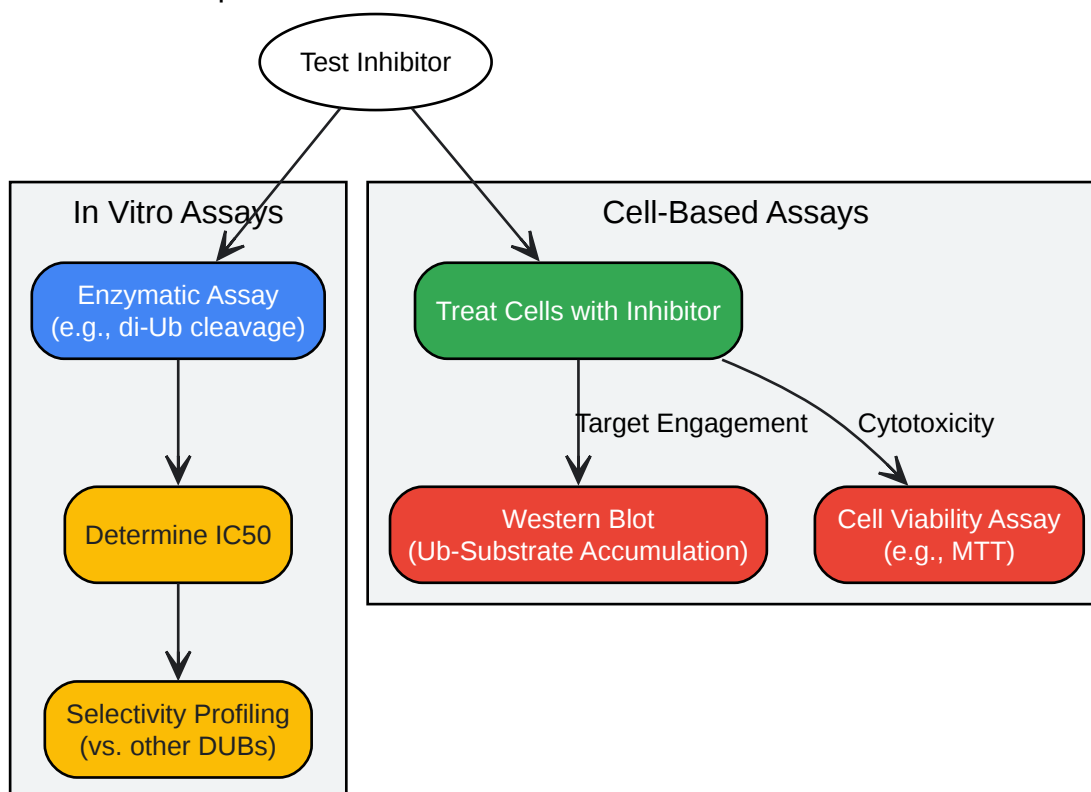 Test Inhibitor
In Vitro Assays
Enzymatic Assay
(e.g., di-Ub cleavage)
Determine IC50
Selectivity Profiling
(vs. other DUBs)
Cell-Based Assays
Treat Cells with Inhibitor
Target Engagement
Cytotoxicity
Western Blot
(Ub-Substrate Accumulation)
Cell Viability Assay
(e.g., MTT)